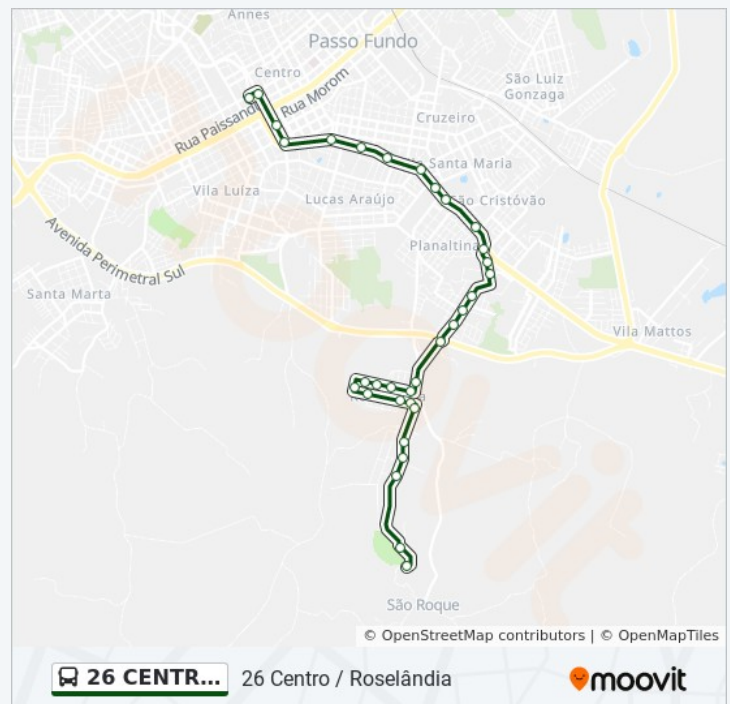 Annes
Passo Fundo
Centro
São Luiz
Gonzaga
Rua Morom
Cruzeiro
Rua Paissandu
Santa Maria
Vila Luíza
Lucas Araújo
São Cristóvão
Planaltina
Avenida Perimetral Sul
Santa Marta
Vila Mattos
São Roque
© OpenStreetMap contributors | © OpenMapTiles
26 CENTR...
26 Centro / Roselândia
moovit